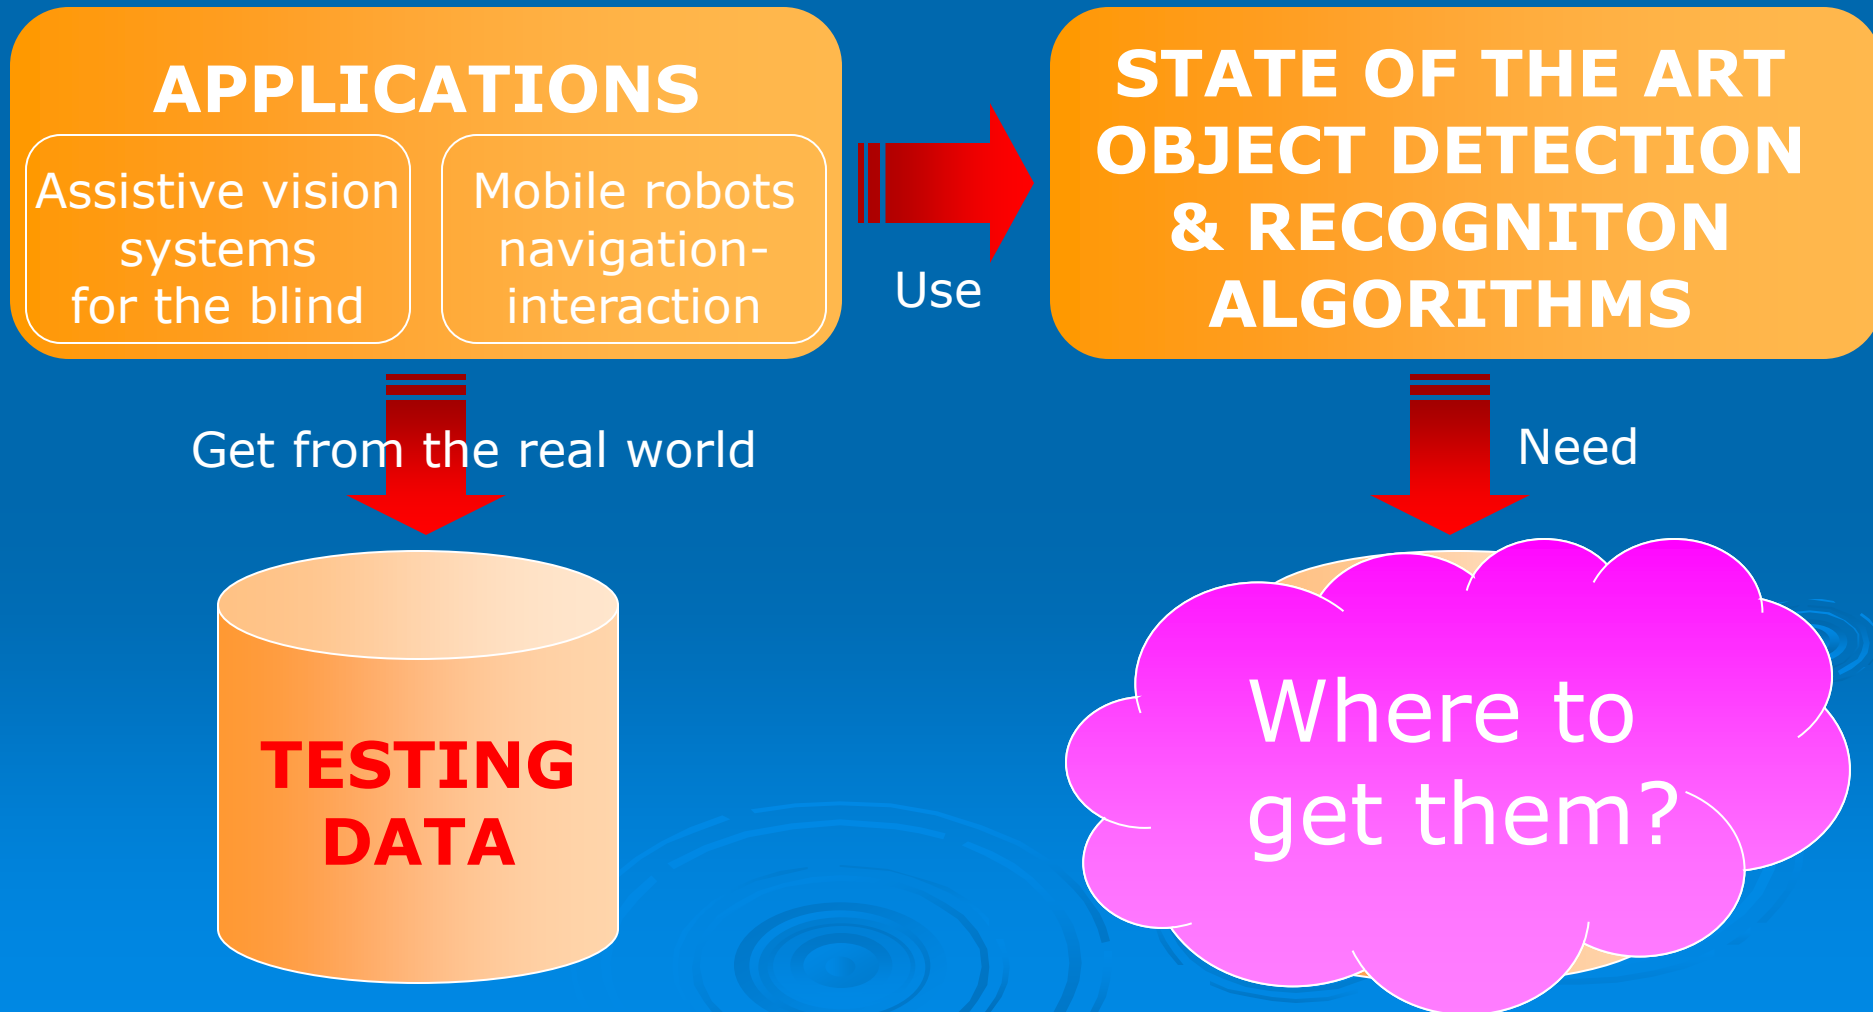 APPLICATIONS
Assistive vision
systems
for the blind
Mobile robots
navigation-
interaction
Use
STATE OF THE ART
OBJECT DETECTION
& RECOGNITON
ALGORITHMS
Get from the real world
Need
TESTING
DATA
Where to
get them?